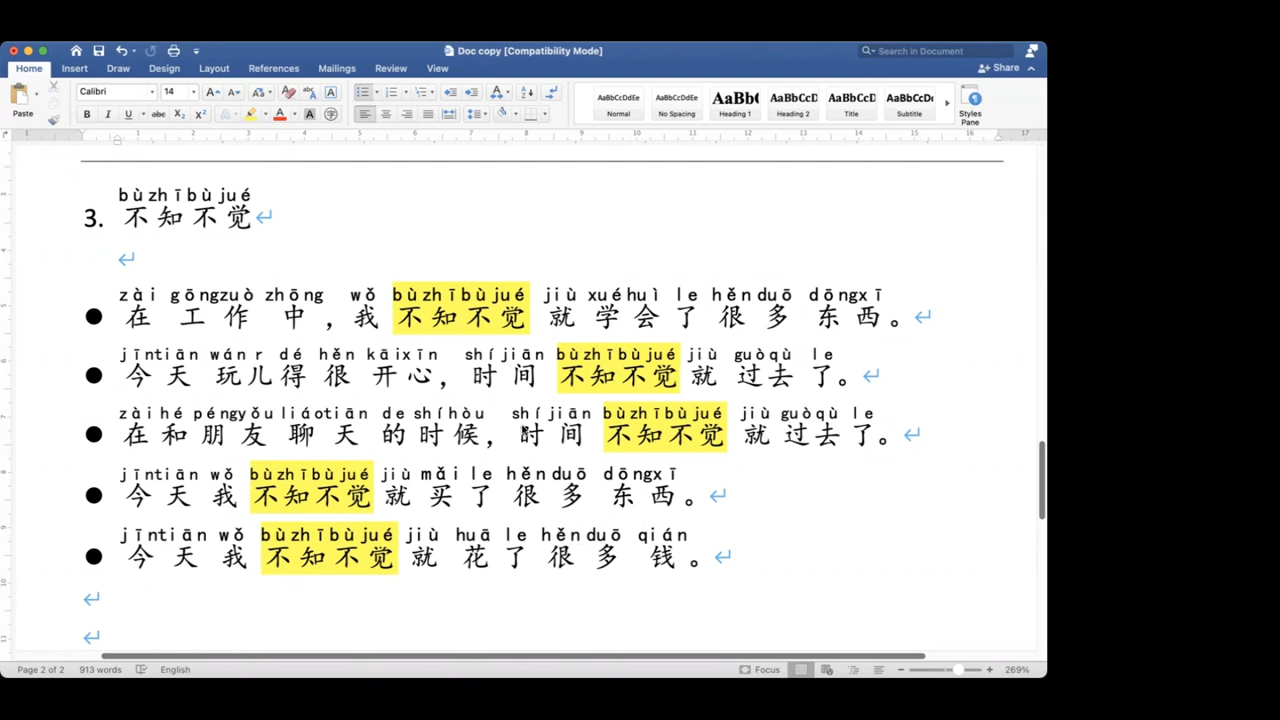 Doc copy [Compatibility Mode]
Search in Document
Home Insert Draw Design Layout References Mailings Review View
Share
Paste
Calibri 14
AaBbCcDdEe AaBbCcDdEe AaBb( AaBbCcD AaBbCcD AaBbCcDc
Normal No Spacing Heading 1 Heading 2 Title Subtitle
Styles Pane
bùzhībùjué
3. 不知不觉
zài gōngzuò zhōng wǒ bùzhībùjué jiù xuéhuì le hěnduō dōngxī
● 在工作中,我不知不觉就学会了很多东西。
jīntiān wánr dé hěn kāixīn shíjiān bùzhībùjué jiù guòqù le
● 今天玩儿得很开心,时间不知不觉就过去了。
zàihé péngyǒuliáotiān deshíhòu shíjiān bùzhībùjué jiù guòqù le
● 在和朋友聊天的时候,时间不知不觉就过去了。
jīntiān wǒ bùzhībùjué jiù mǎi le hěnduō dōngxī
● 今天我不知不觉就买了很多东西。
jīntiān wǒ bùzhībùjué jiù huā le hěnduō qián
● 今天我不知不觉就花了很多钱。
Page 2 of 2 913 words English Focus 269%